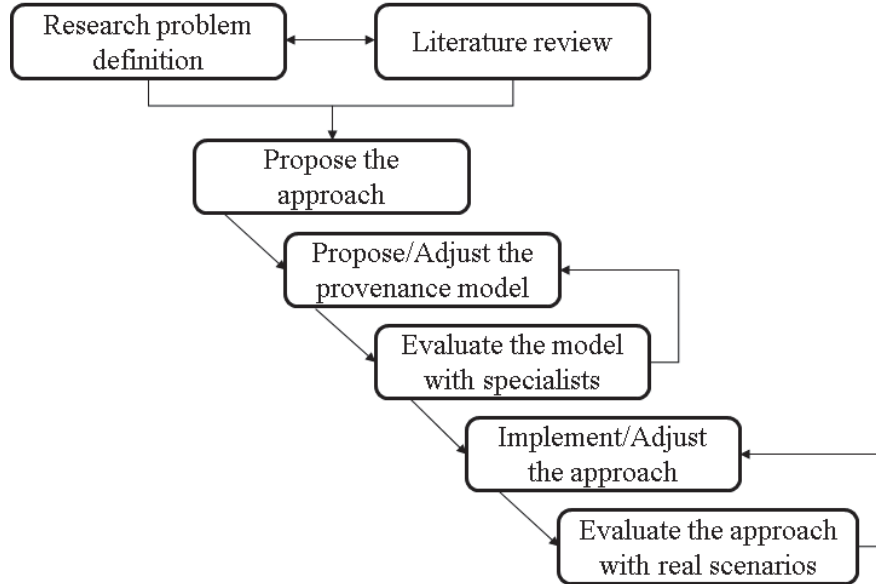 Research problem
definition
Literature review
Propose the
approach
Propose/Adjust the
provenance model
Evaluate the model
with specialists
Implement/Adjust
the approach
Evaluate the approach
with real scenarios